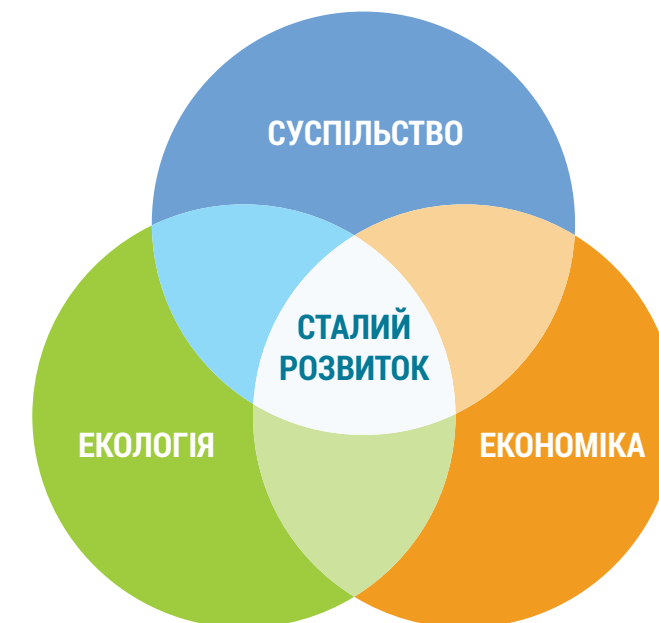 СУСПІЛЬСТВО
СТАЛИЙ
РОЗВИТОК
ЕКОЛОГІЯ
ЕКОНОМІКА